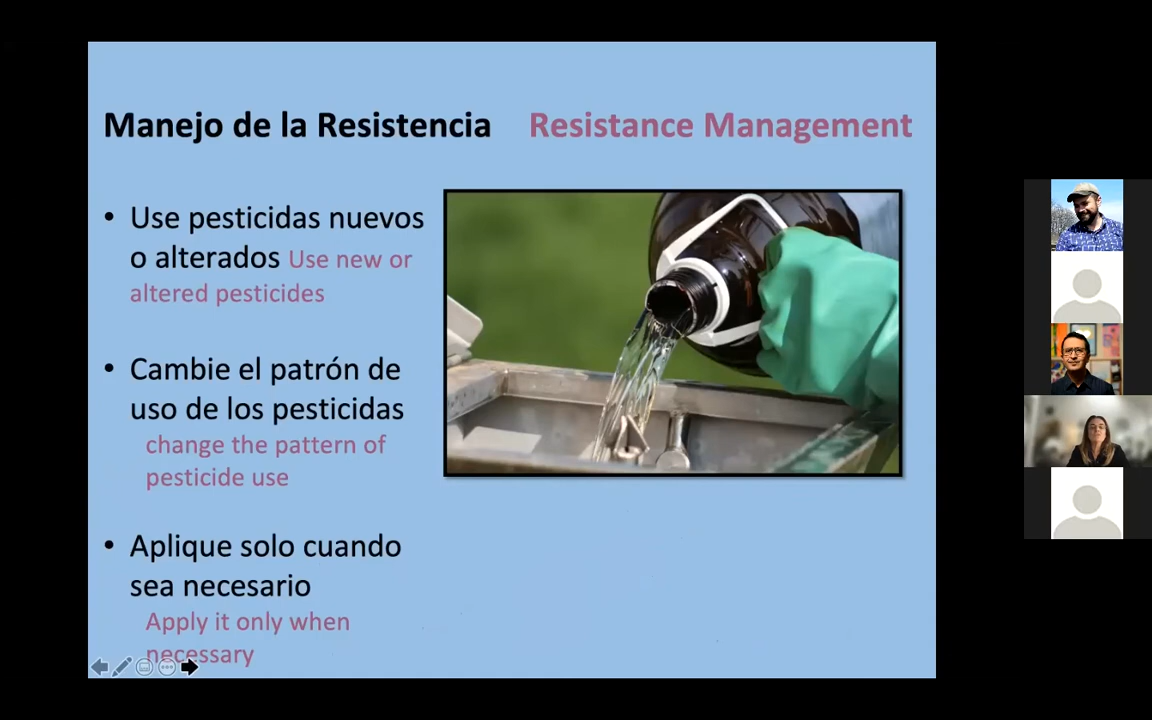 Manejo de la Resistencia Resistance Management
• Use pesticidas nuevos
o alterados Use new or
altered pesticides
• Cambie el patrón de
uso de los pesticidas
change the pattern of
pesticide use
• Aplique solo cuando
sea necesario
Apply it only when
necessary